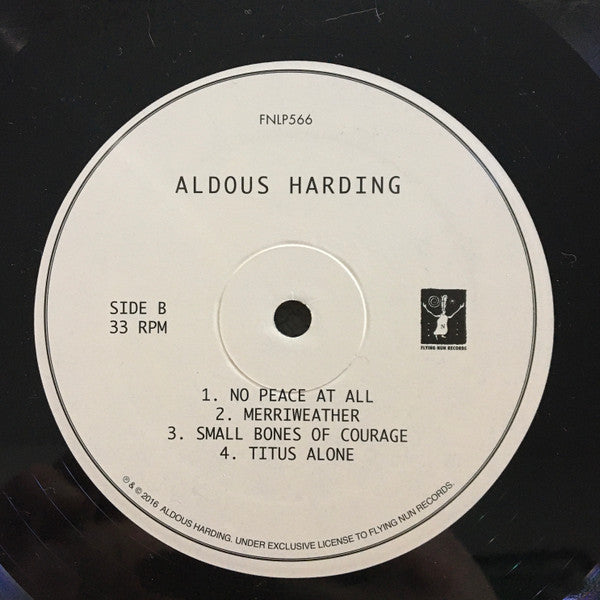 FNLP566
ALDOUS HARDING
SIDE B
33 RPM
FLYING NUN RECORDS
1. NO PEACE AT ALL
2. MERRIWEATHER
3. SMALL BONES OF COURAGE
4. TITUS ALONE
℗ & © 2016 ALDOUS HARDING. UNDER EXCLUSIVE LICENSE TO FLYING NUN RECORDS.